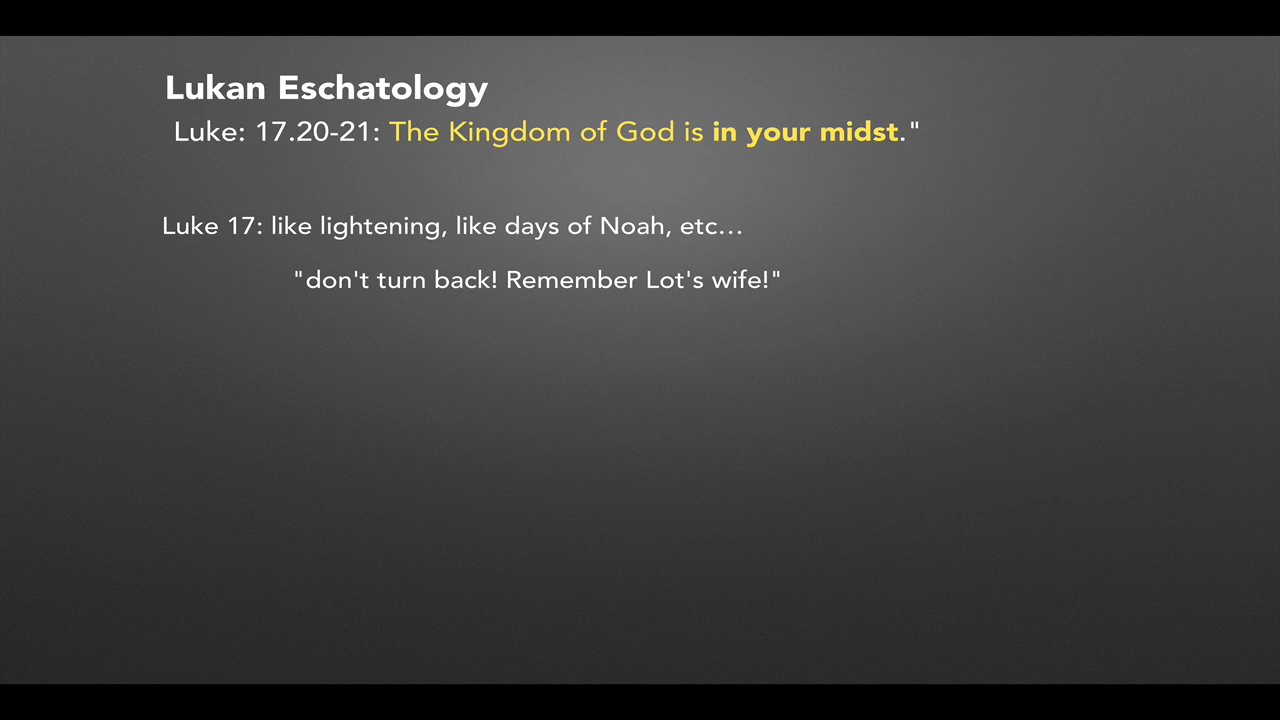 Lukan Eschatology
Luke: 17.20-21: The Kingdom of God is in your midst."
Luke 17: like lightening, like days of Noah, etc…
"don't turn back! Remember Lot's wife!"